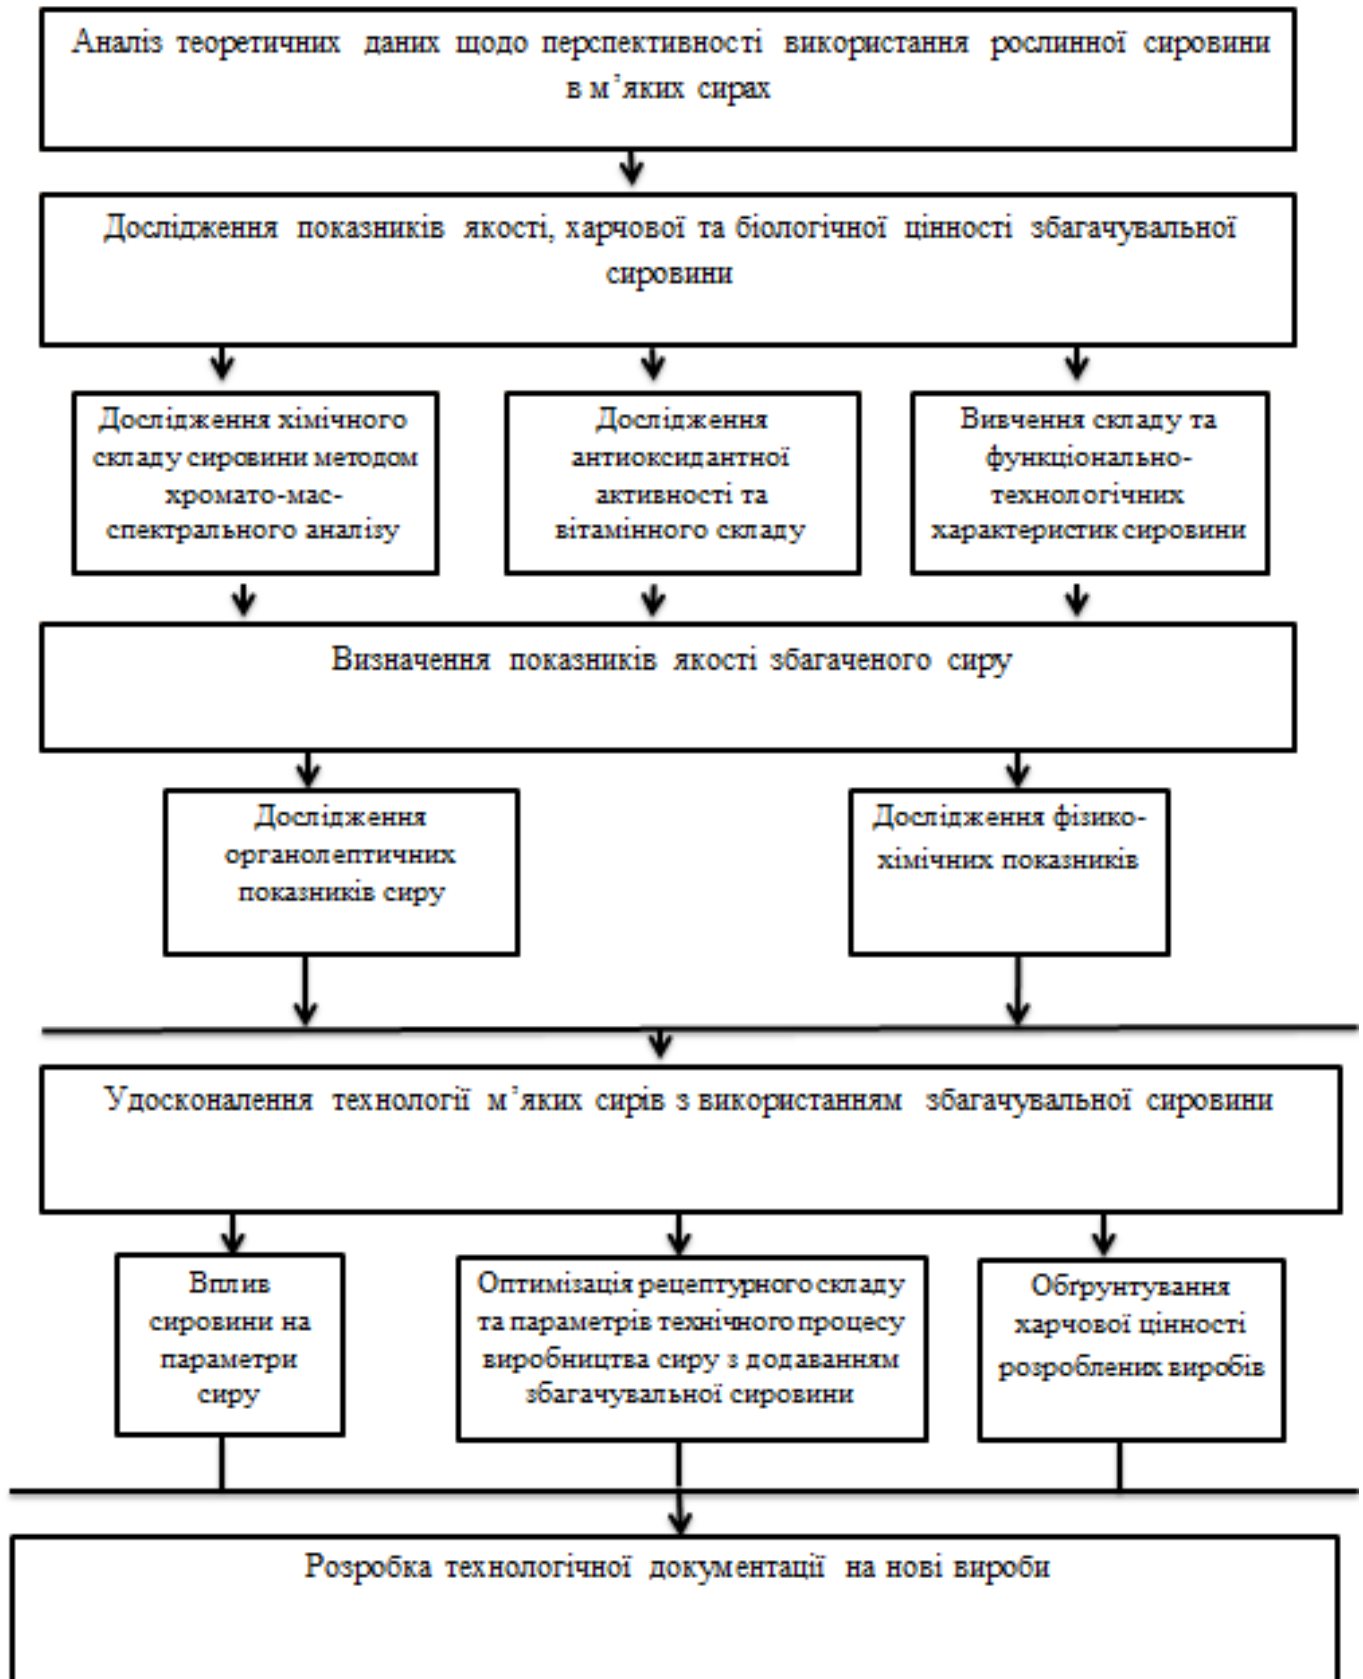 Аналіз теоретичних даних щодо перспективності використання рослинної сировини
в м’яких сирах
Дослідження показників якості, харчової та біологічної цінності збагачувальної
сировини
Дослідження хімічного
складу сировини методом
хромато-мас-
спектрального аналізу
Дослідження
антиоксидантної
активності та
вітамінного складу
Вивчення складу та
функціонально-
технологічних
характеристик сировини
Визначення показників якості збагаченого сиру
Дослідження
органолептичних
показників сиру
Дослідження фізико-
хімічних показників
Удосконалення технології м’яких сирів з використанням збагачувальної сировини
Вплив
сировини на
параметри
сиру
Оптимізація рецептурного складу
та параметрів технічного процесу
виробництва сиру з додаванням
збагачувальної сировини
Обґрунтування
харчової цінності
розроблених виробів
Розробка технологічної документації на нові вироби